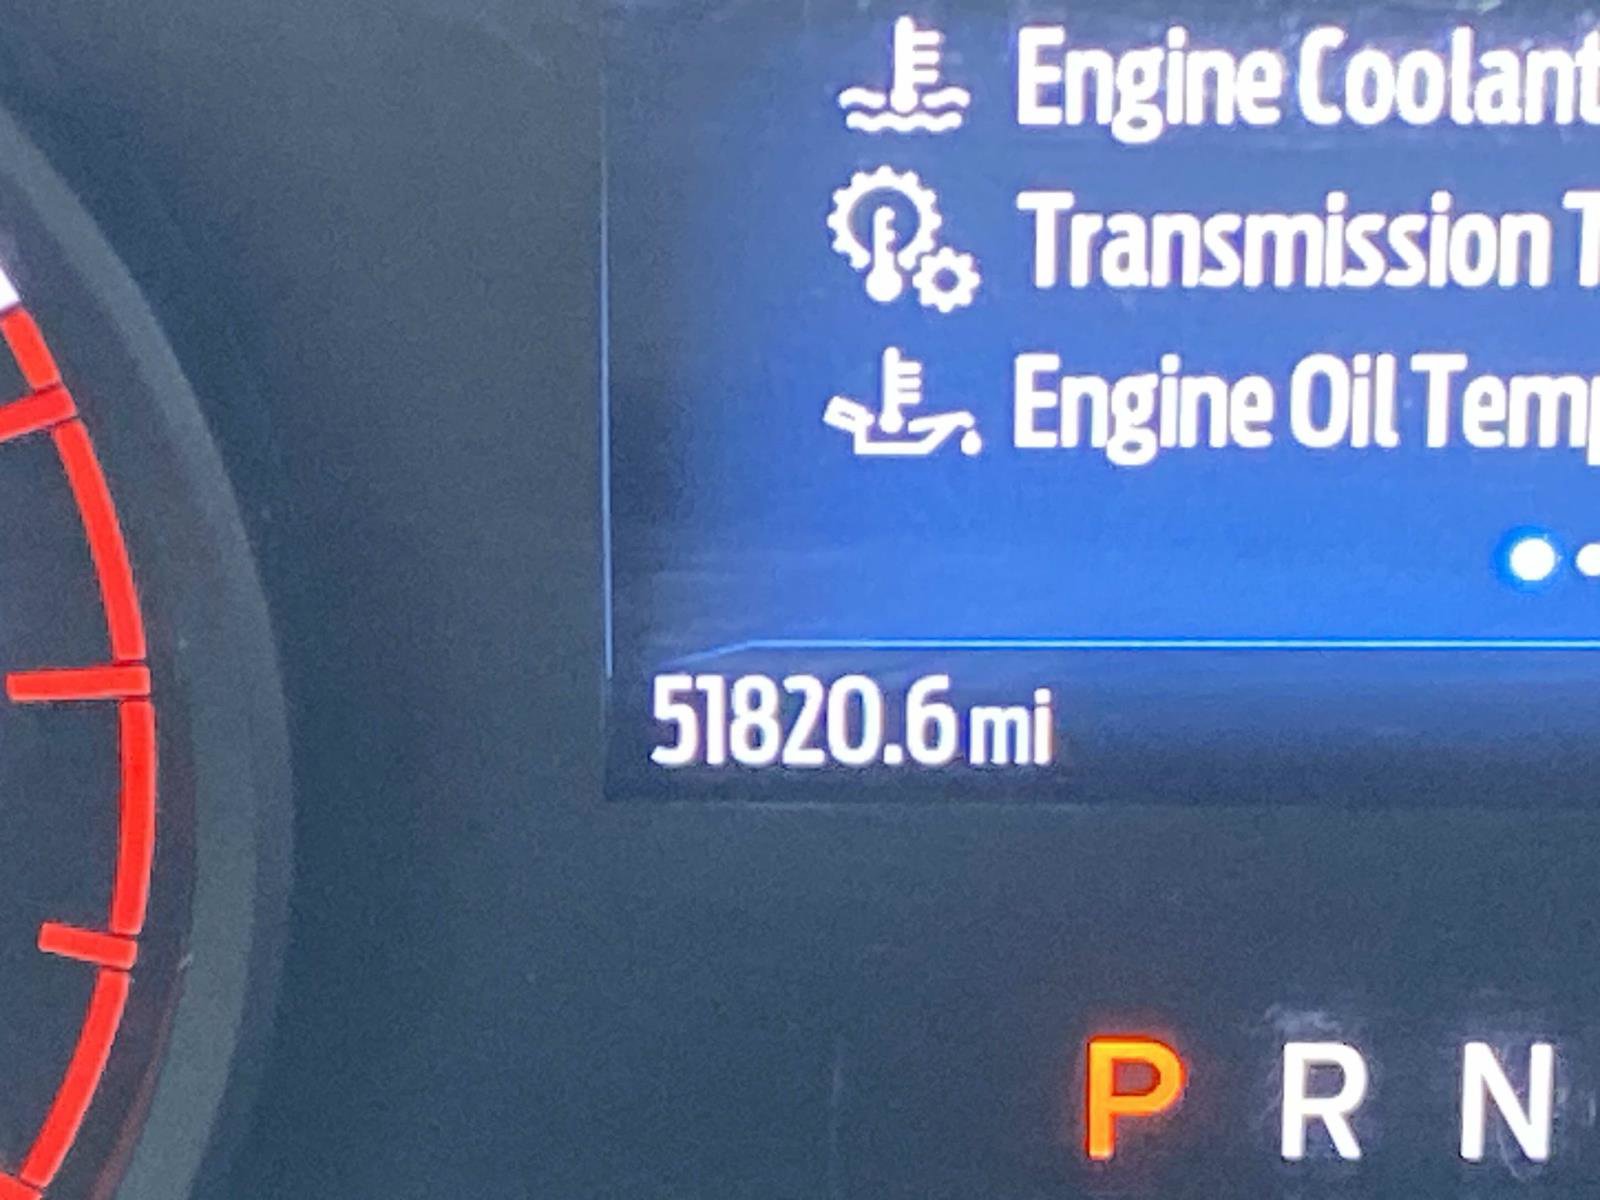 Engine Coolant
Transmission T
Engine Oil Temp
51820.6 mi
P R N